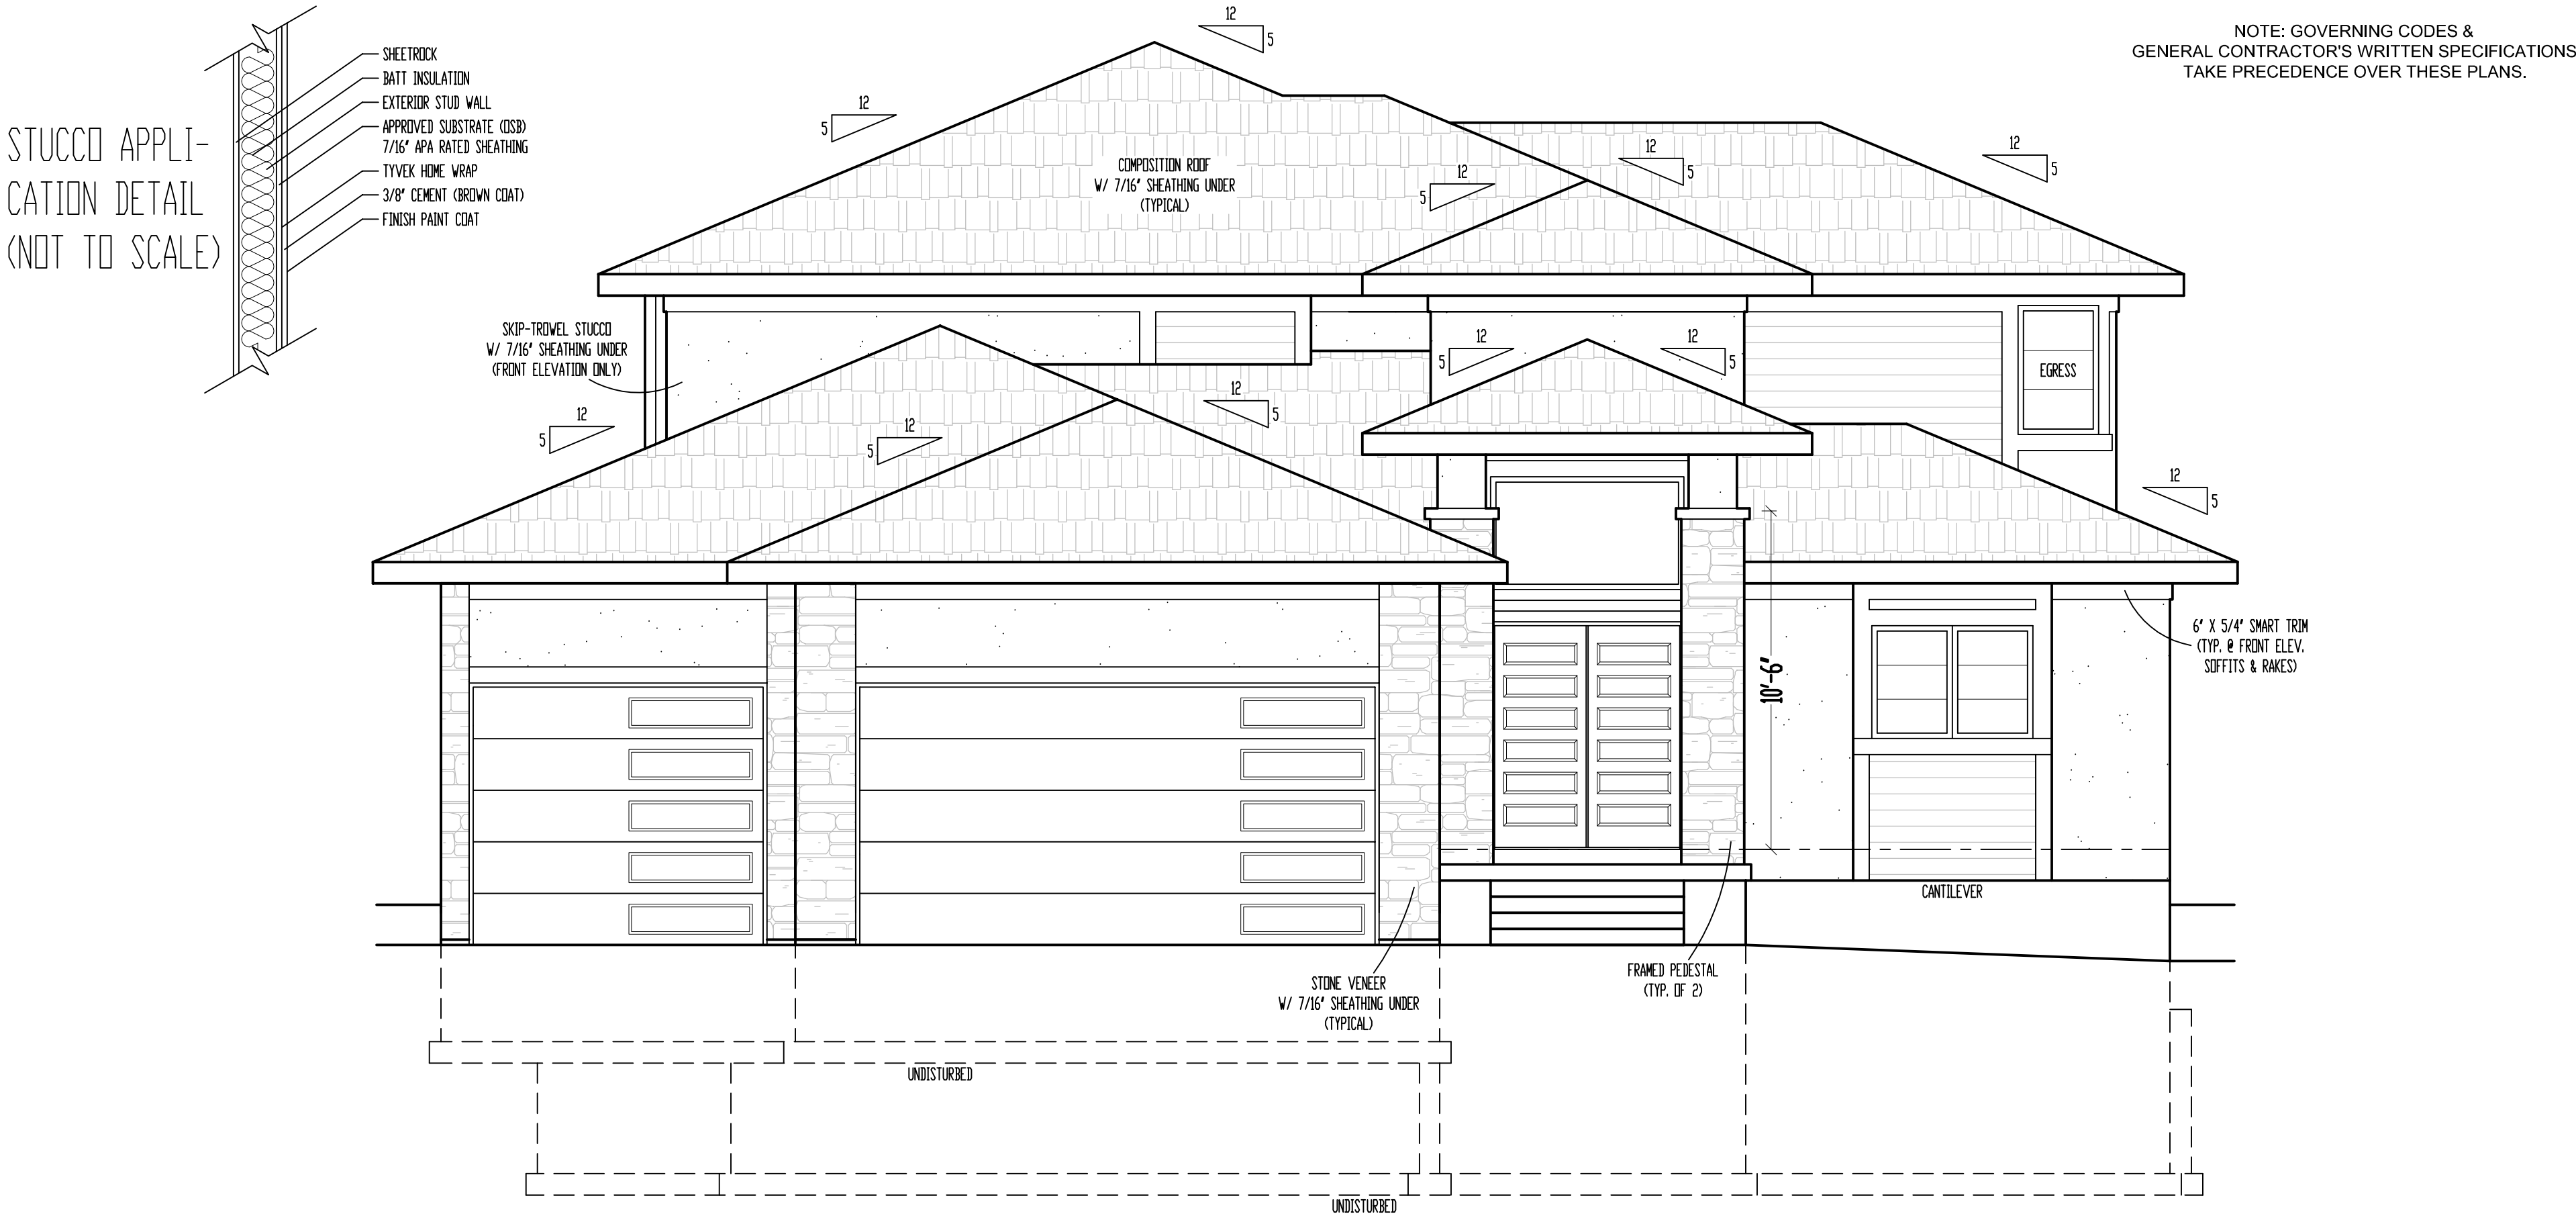 STUCCO APPLI-
CATION DETAIL
(NOT TO SCALE)
SHEETROCK
BATT INSULATION
EXTERIOR STUD WALL
APPROVED SUBSTRATE (OSB)
7/16" APA RATED SHEATHING
TYVEK HOME WRAP
3/8" CEMENT (BROWN COAT)
FINISH PAINT COAT
NOTE: GOVERNING CODES &
GENERAL CONTRACTOR'S WRITTEN SPECIFICATIONS
TAKE PRECEDENCE OVER THESE PLANS.
12
5
12
5
COMPOSITION ROOF
W/ 7/16" SHEATHING UNDER
(TYPICAL)
12
5
12
5
12
5
SKIP-TROWEL STUCCO
W/ 7/16" SHEATHING UNDER
(FRONT ELEVATION ONLY)
12
5
12
5
EGRESS
12
5
12
5
12
5
12
5
6" X 5/4" SMART TRIM
(TYP. @ FRONT ELEV.
SOFFITS & RAKES)
10'-6"
CANTILEVER
STONE VENEER
W/ 7/16" SHEATHING UNDER
(TYPICAL)
FRAMED PEDESTAL
(TYP. OF 2)
UNDISTURBED
UNDISTURBED